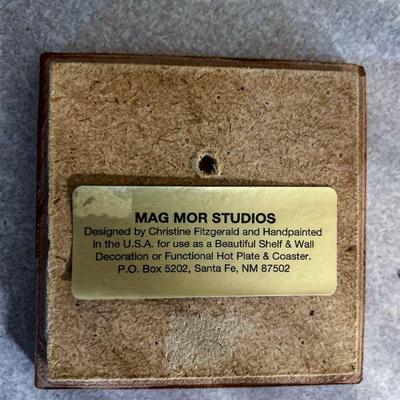 MAG MOR STUDIOS
Designed by Christine Fitzgerald and Handpainted
in the U.S.A. for use as a Beautiful Shelf & Wall
Decoration or Functional Hot Plate & Coaster.
P.O. Box 5202, Santa Fe, NM 87502